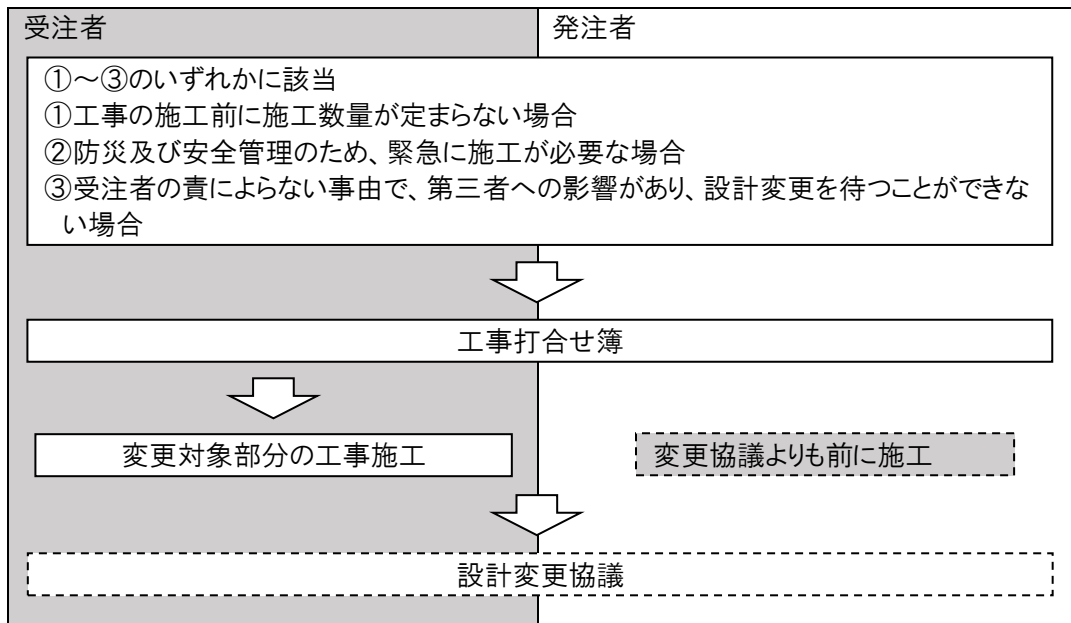 受注者
発注者
①～③のいずれかに該当
①工事の施工前に施工数量が定まらない場合
②防災及び安全管理のため、緊急に施工が必要な場合
③受注者の責によらない事由で、第三者への影響があり、設計変更を待つことができな
い場合
工事打合せ簿
変更対象部分の工事施工
変更協議よりも前に施工
設計変更協議